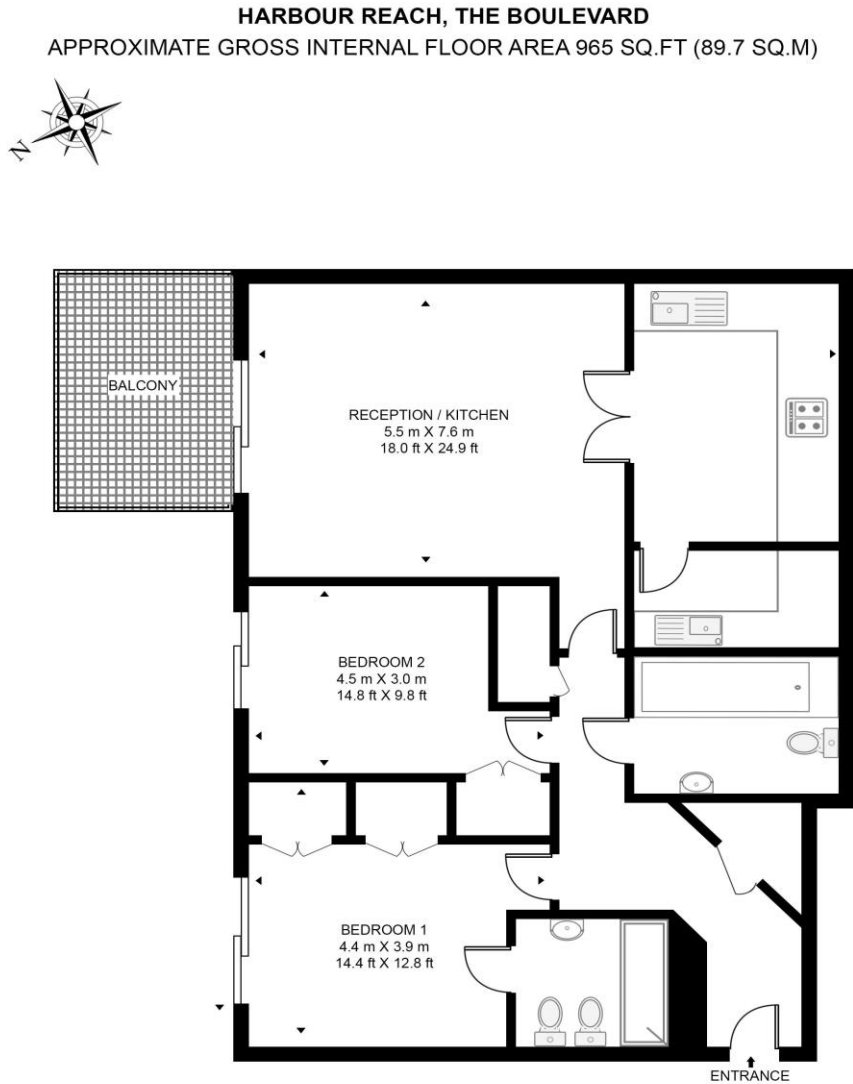 HARBOUR REACH, THE BOULEVARD
APPROXIMATE GROSS INTERNAL FLOOR AREA 965 SQ.FT (89.7 SQ.M)
N
BALCONY
RECEPTION / KITCHEN
5.5 m X 7.6 m
18.0 ft X 24.9 ft
BEDROOM 2
4.5 m X 3.0 m
14.8 ft X 9.8 ft
BEDROOM 1
4.4 m X 3.9 m
14.4 ft X 12.8 ft
ENTRANCE